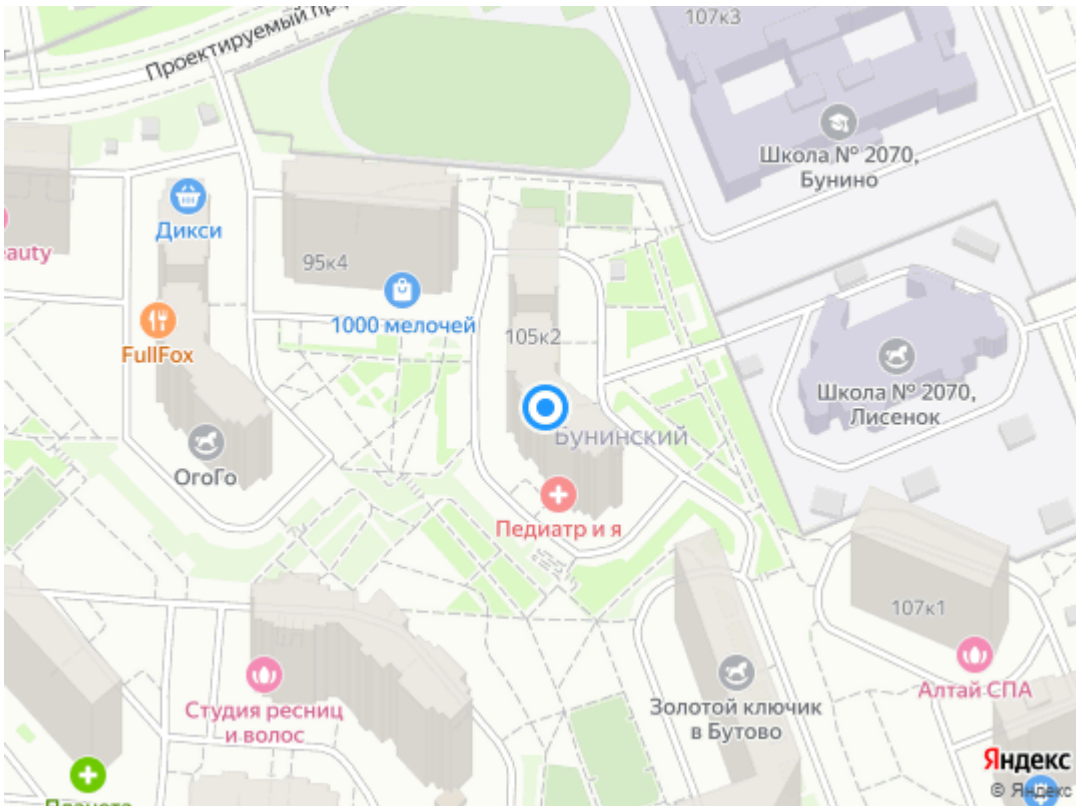 107к3
Проектируемый
Школа № 2070,
Бунино
Дикси
95к4
1000 мелочей
105к2
FullFox
Школа № 2070,
Лисенок
Бунинский
ОгоГо
Педиатр и я
107к1
Алтай СПА
Золотой ключик
в Бутово
Студия ресниц
и волос
Яндекс
© Яндекс